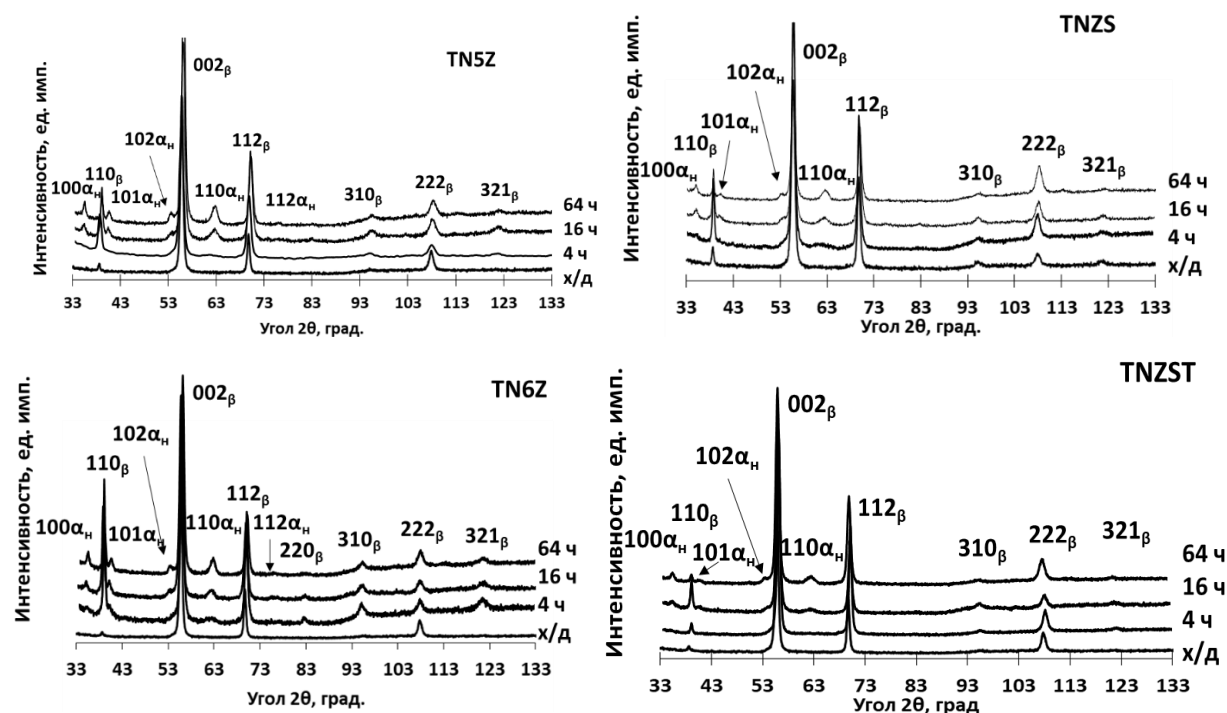 TN5Z
Интенсивность, ед. имп.
002β
102αн
112β
100αн
110β
101αн
110αн
112αн
310β
222β
321β
64 ч
16 ч
4 ч
х/д
33 43 53 63 73 83 93 103 113 123 133
Угол 2θ, град.
TNZS
Интенсивность, ед. имп.
002β
102αн
112β
101αн
110β
100αн
110αн
310β
222β
321β
64 ч
16 ч
4 ч
х/д
33 43 53 63 73 83 93 103 113 123 133
Угол 2θ, град.
TN6Z
Интенсивность, ед. имп.
002β
102αн
110β
112β
100αн
101αн
110αн
112αн
220β
310β
222β
321β
64 ч
16 ч
4 ч
х/д
33 43 53 63 73 83 93 103 113 123 133
Угол 2θ, град.
TNZST
Интенсивность, ед. имп.
002β
102αн
112β
110β
100αн
101αн
110αн
310β
222β
321β
64 ч
16 ч
4 ч
х/д
33 43 53 63 73 83 93 103 113 123 133
Угол 2θ, град